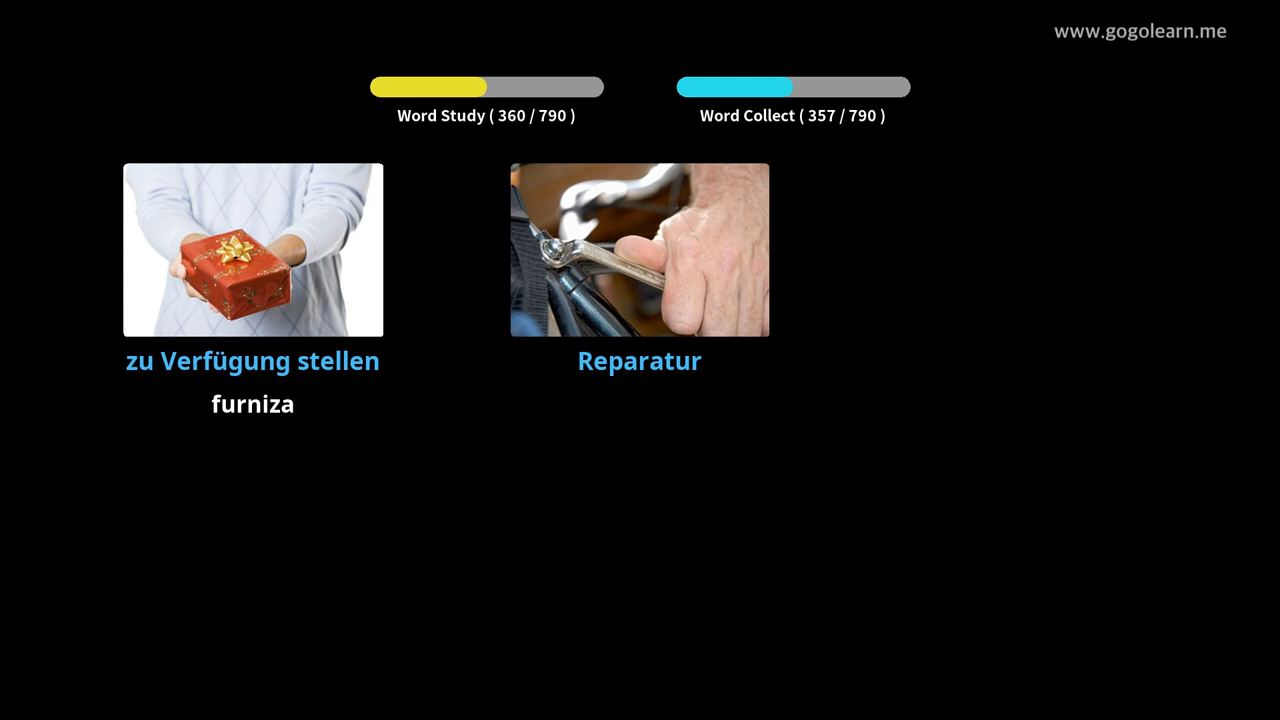 www.gogolearn.me
Word Study ( 360 / 790 )
Word Collect ( 357 / 790 )
zu Verfügung stellen
furniza
Reparatur